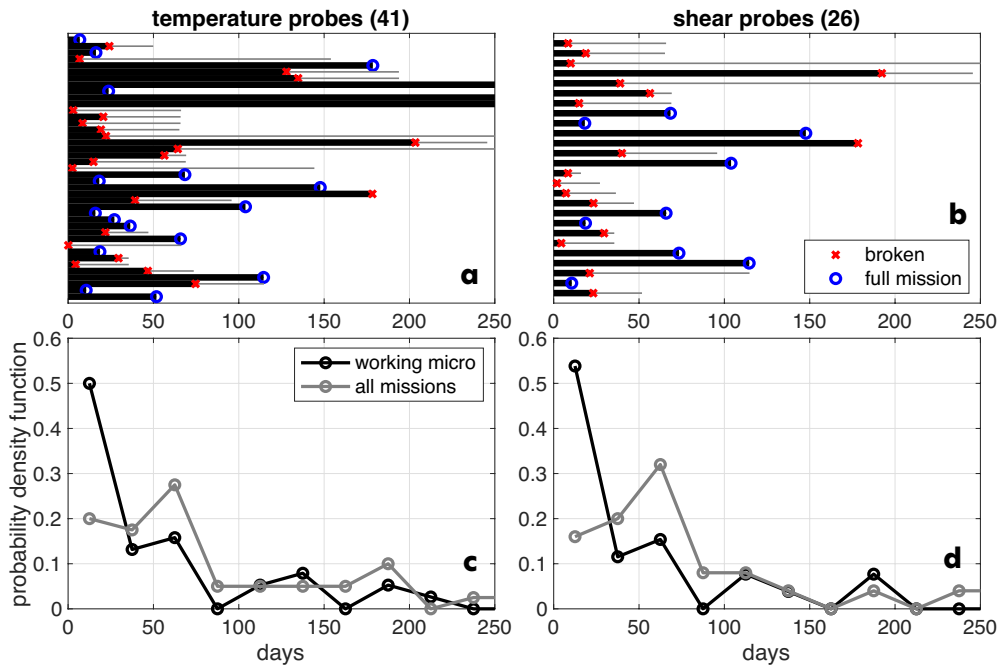 temperature probes (41)
shear probes (26)
a
b
broken
full mission
0 50 100 150 200 250
0 50 100 150 200 250
probability density function
0.6
0.5
0.4
0.3
0.2
0.1
0
working micro
all missions
c
0 50 100 150 200 250
days
0.6
0.5
0.4
0.3
0.2
0.1
0
d
0 50 100 150 200 250
days